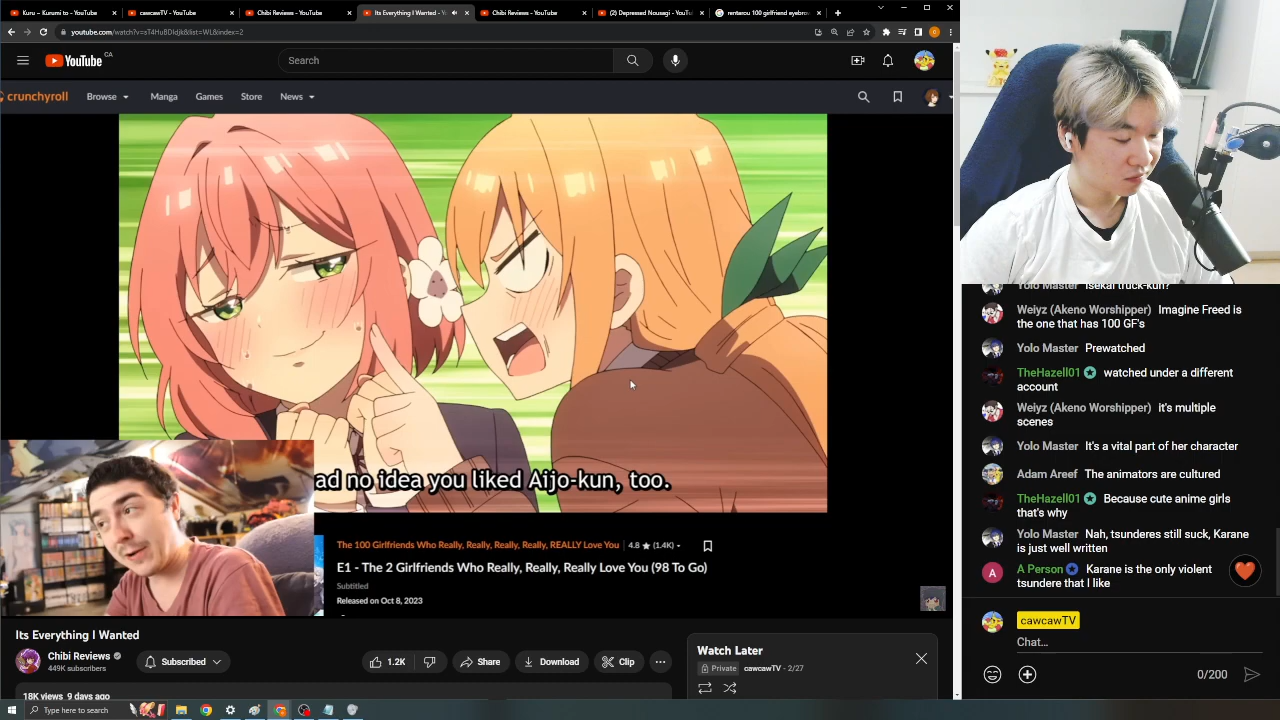 Kuru – Kurumi to - YouTube
cawcawTV - YouTube
Chibi Reviews - YouTube
Its Everything I Wanted - Y
Chibi Reviews - YouTube
(2) Depressed Nousagi - YouTu
renterou 100 girlfriend eyebrow
youtube.com/watch?v=
&list=WL&index=2
YouTube CA
Search
crunchyroll
Browse
Manga
Games
Store
News
ad no idea you liked Aijo-kun, too.
The 100 Girlfriends Who Really, Really, Really, Really, REALLY Love You
4.8 ★ (1.4K)
E1 - The 2 Girlfriends Who Really, Really, Really Love You (98 To Go)
Subtitled
Released on Oct 8, 2023
Its Everything I Wanted
Chibi Reviews
449K subscribers
Subscribed
1.2K
Share
Download
Clip
18K views 9 days ago
Watch Later
Private
cawcawTV - 2/27
Type here to search
Yolo Master Isekai truck-kun?
Weiyz (Akeno Worshipper) Imagine Freed is
the one that has 100 GF's
Yolo Master Prewatched
TheHazell01 watched under a different
account
Weiyz (Akeno Worshipper) it's multiple
scenes
Yolo Master It's a vital part of her character
Adam Areef The animators are cultured
TheHazell01 Because cute anime girls
that's why
Yolo Master Nah, tsunderes still suck, Karane
is just well written
A
A Person Karane is the only violent
tsundere that I like
cawcawTV
Chat...
0/200